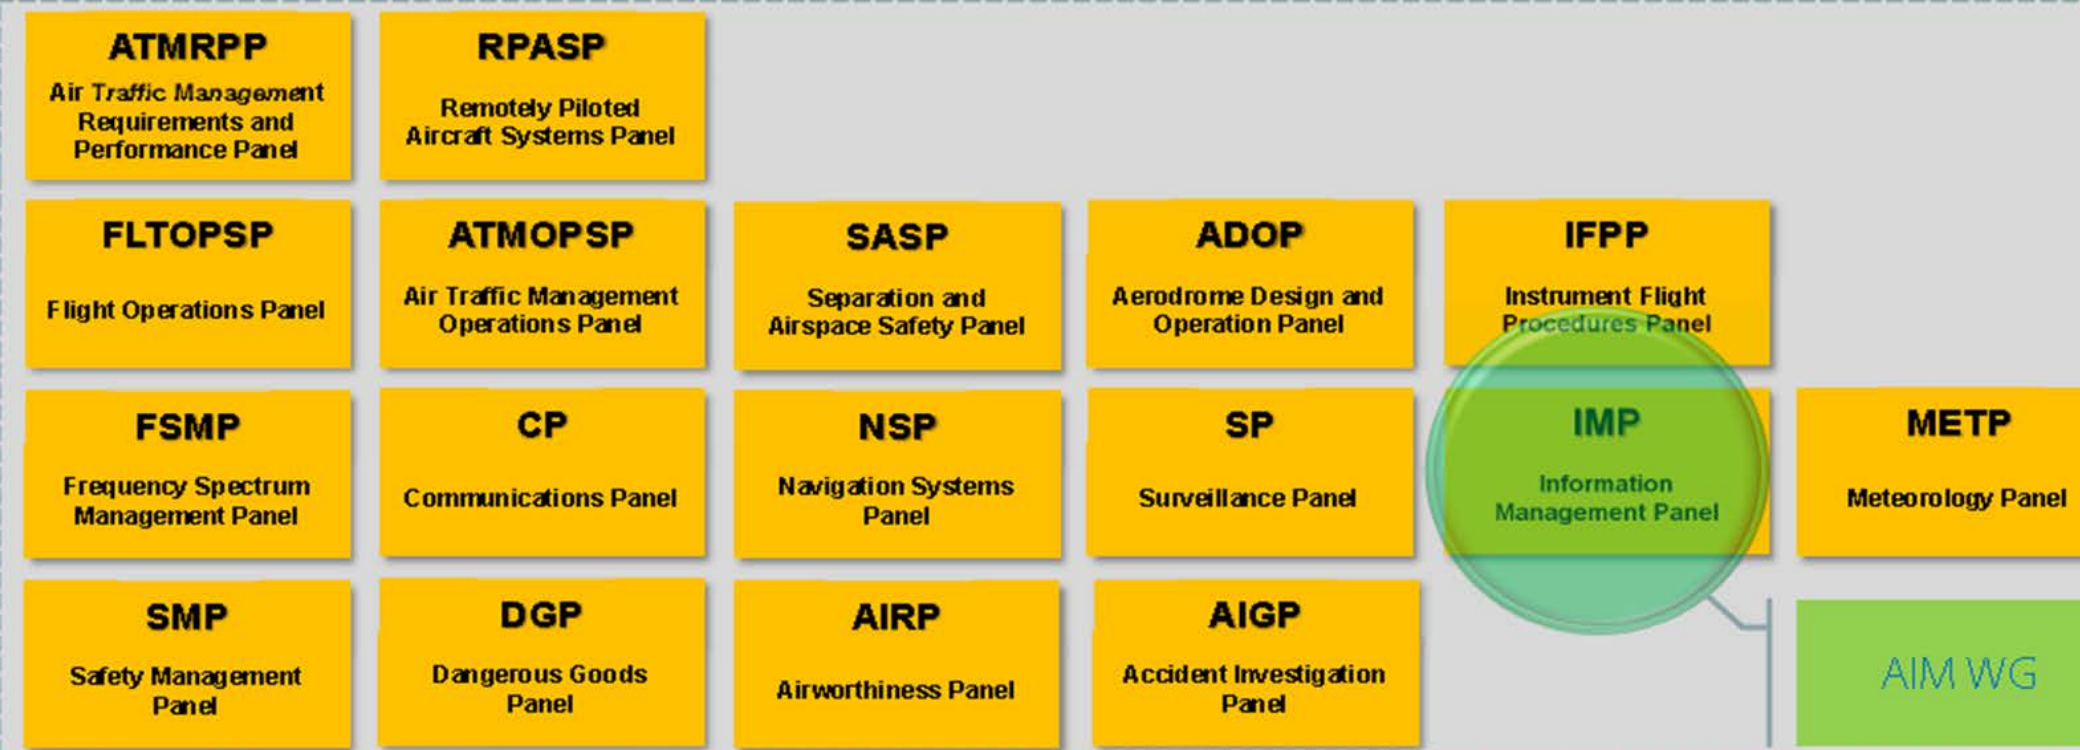 ATMRPP
Air Traffic Management
Requirements and
Performance Panel
RPASP
Remotely Piloted
Aircraft Systems Panel
FLTOPSP
Flight Operations Panel
ATMOPSP
Air Traffic Management
Operations Panel
SASP
Separation and
Airspace Safety Panel
ADOP
Aerodrome Design and
Operation Panel
IFPP
Instrument Flight
Procedures Panel
FSMP
Frequency Spectrum
Management Panel
CP
Communications Panel
NSP
Navigation Systems
Panel
SP
Surveillance Panel
IMP
Information
Management Panel
METP
Meteorology Panel
SMP
Safety Management
Panel
DGP
Dangerous Goods
Panel
AIRP
Airworthiness Panel
AIGP
Accident Investigation
Panel
AIM WG